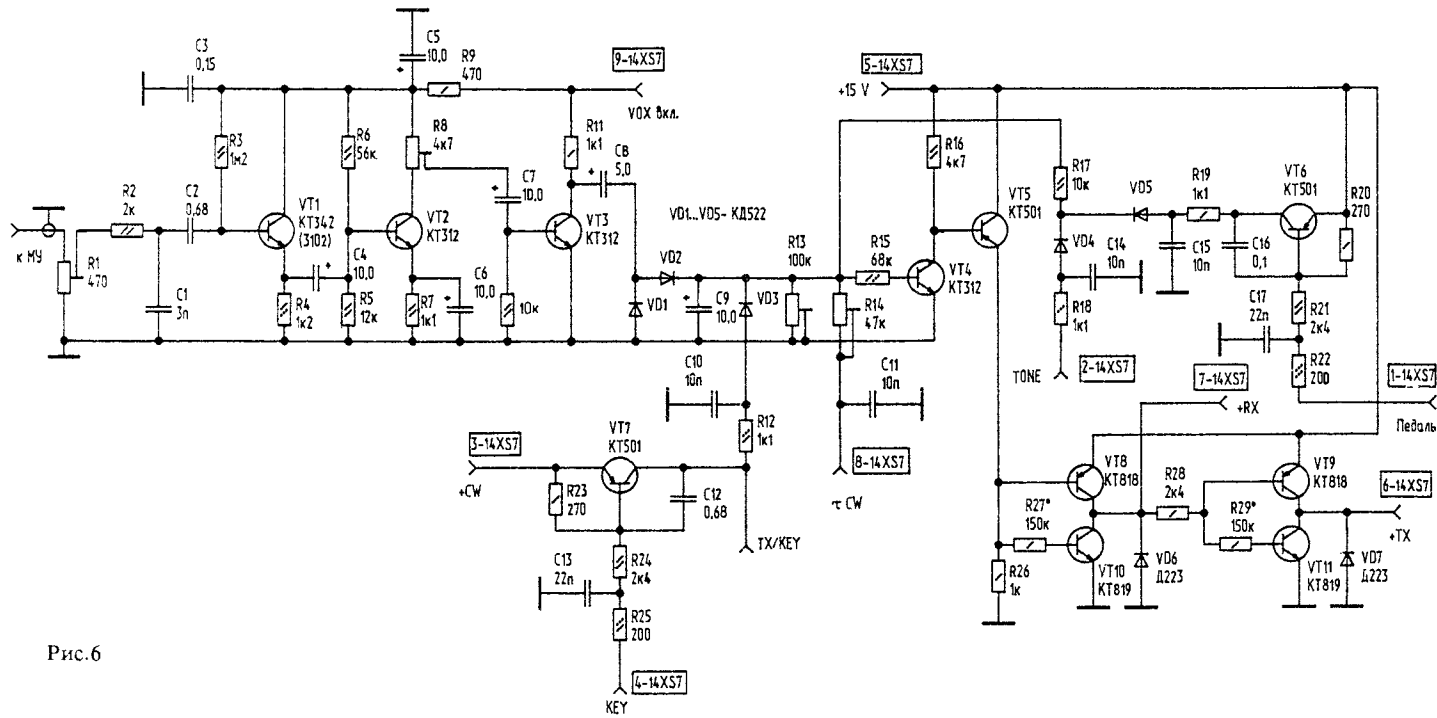 C3
0,15
C5
10,0
R9
470
9-14XS7
VOX Вкл.
5-14XS7
+15 V
R3
1м2
R6
56к
R8
4к7
R11
1к1
C8
5,0
R16
4к7
R2
2к
C2
0,68
C7
10,0
к МУ
R1
470
C1
3п
VT1
КТ342
(3102)
VT2
КТ312
VT3
КТ312
VD1...VD5- КД522
VT5
КТ501
R17
10к
VD5
R19
1к1
VT6
КТ501
R20
270
C4
10,0
R4
1к2
R5
12к
R7
1к1
C6
10,0
10к
VD1
VD2
C9
10,0
VD3
R13
100к
R15
68к
R14
47к
VT4
КТ312
VD4
C14
10п
C15
10п
C16
0,1
R18
1к1
TONE
2-14XS7
C17
22п
R21
2к4
R22
200
1-14XS7
Педаль
7-14XS7
+RX
C10
10п
R12
1к1
C11
10п
8-14XS7
τ CW
3-14XS7
+CW
VT7
КТ501
R23
270
C12
0,68
TX/KEY
C13
22п
R24
2к4
R25
200
4-14XS7
KEY
VT8
КТ818
R28
2к4
VT9
КТ818
6-14XS7
+TX
R27*
150к
R29*
150к
R26
1к
VT10
КТ819
VD6
Д223
VT11
КТ819
VD7
Д223
Рис.6